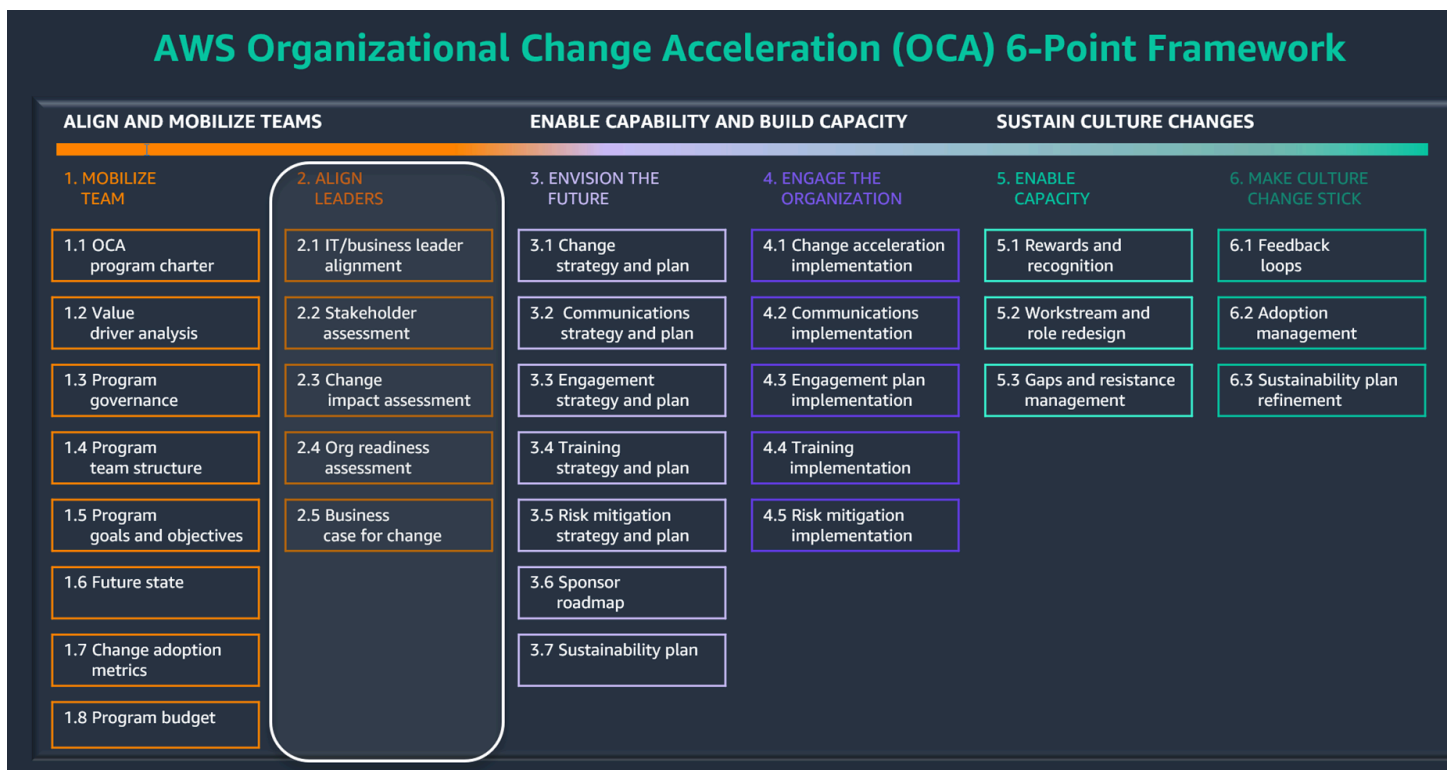 AWS Organizational Change Acceleration (OCA) 6-Point Framework
ALIGN AND MOBILIZE TEAMS
ENABLE CAPABILITY AND BUILD CAPACITY
SUSTAIN CULTURE CHANGES
1. MOBILIZE
TEAM
1.1 OCA
program charter
1.2 Value
driver analysis
1.3 Program
governance
1.4 Program
team structure
1.5 Program
goals and objectives
1.6 Future state
1.7 Change adoption
metrics
1.8 Program budget
2. ALIGN
LEADERS
2.1 IT/business leader
alignment
2.2 Stakeholder
assessment
2.3 Change
impact assessment
2.4 Org readiness
assessment
2.5 Business
case for change
3. ENVISION THE
FUTURE
3.1 Change
strategy and plan
3.2 Communications
strategy and plan
3.3 Engagement
strategy and plan
3.4 Training
strategy and plan
3.5 Risk mitigation
strategy and plan
3.6 Sponsor
roadmap
3.7 Sustainability plan
4. ENGAGE THE
ORGANIZATION
4.1 Change acceleration
implementation
4.2 Communications
implementation
4.3 Engagement plan
implementation
4.4 Training
implementation
4.5 Risk mitigation
implementation
5. ENABLE
CAPACITY
5.1 Rewards and
recognition
5.2 Workstream and
role redesign
5.3 Gaps and resistance
management
6. MAKE CULTURE
CHANGE STICK
6.1 Feedback
loops
6.2 Adoption
management
6.3 Sustainability plan
refinement